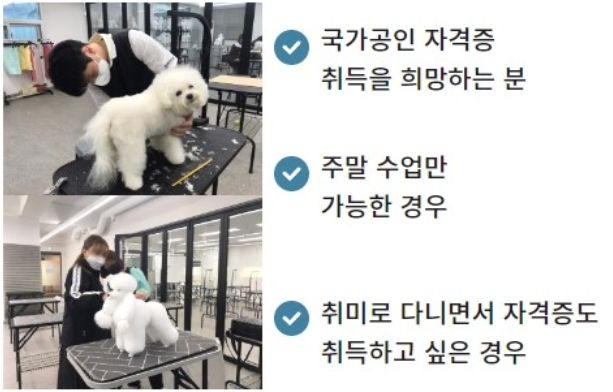 국가공인 자격증
취득을 희망하는 분
주말 수업만
가능한 경우
취미로 다니면서 자격증도
취득하고 싶은 경우